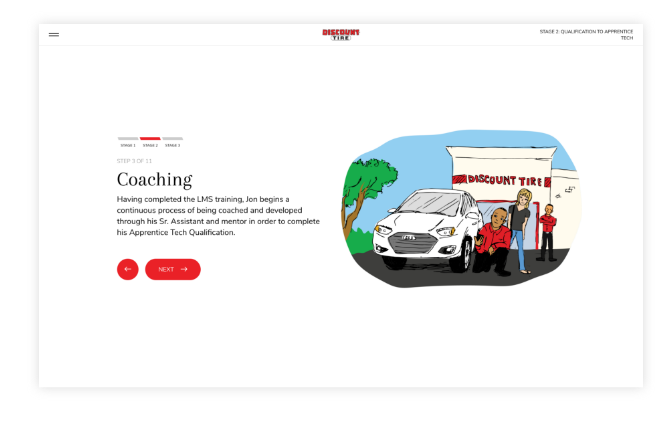 DISCOUNT
TIRE
STAGE 2: QUALIFICATION TO APPRENTICE
TECH
STAGE 1 STAGE 2 STAGE 3
STEP 3 OF 11
Coaching
Having completed the LMS training, Jon begins a
continuous process of being coached and developed
through his Sr. Assistant and mentor in order to complete
his Apprentice Tech Qualification.
NEXT
DISCOUNT TIRE